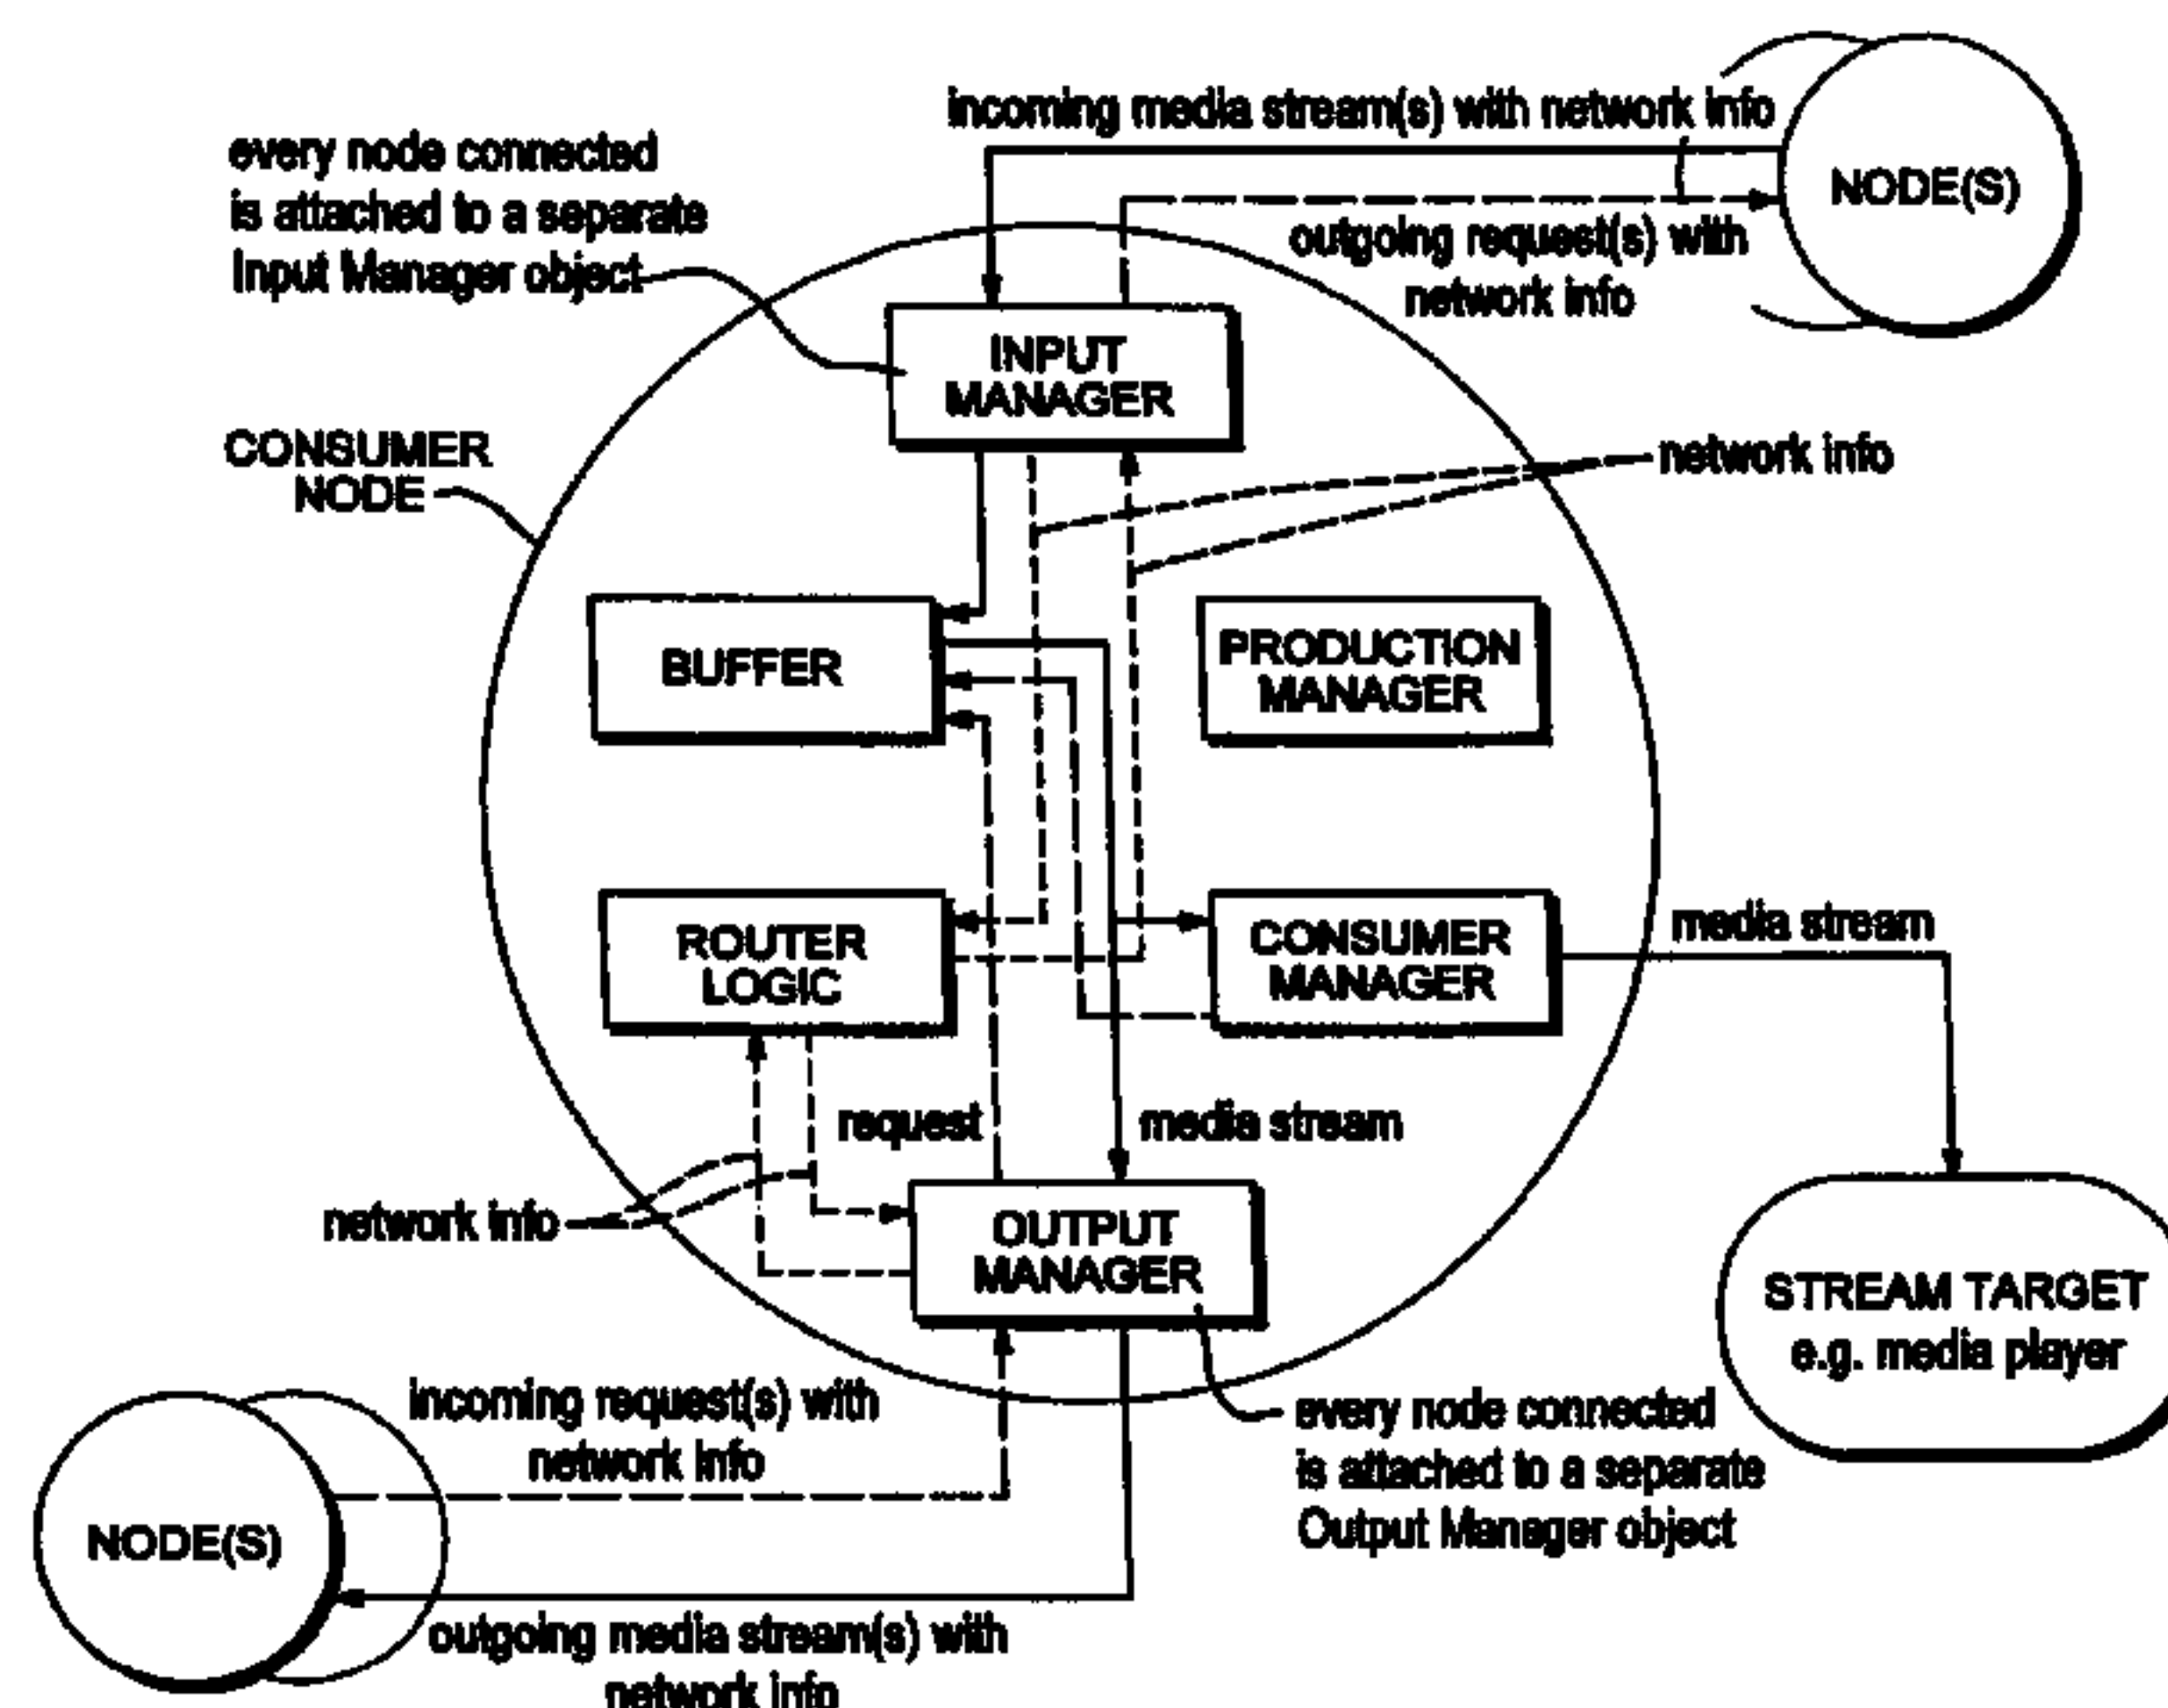 incoming media stream(s) with network info
every node connected
is attached to a separate
Input Manager object
NODE(S)
outgoing request(s) with
network info
INPUT
MANAGER
CONSUMER
NODE
network info
BUFFER
PRODUCTION
MANAGER
ROUTER
LOGIC
CONSUMER
MANAGER
media stream
request
media stream
network info
OUTPUT
MANAGER
STREAM TARGET
e.g. media player
incoming request(s) with
network info
every node connected
is attached to a separate
Output Manager object
NODE(S)
outgoing media stream(s) with
network info